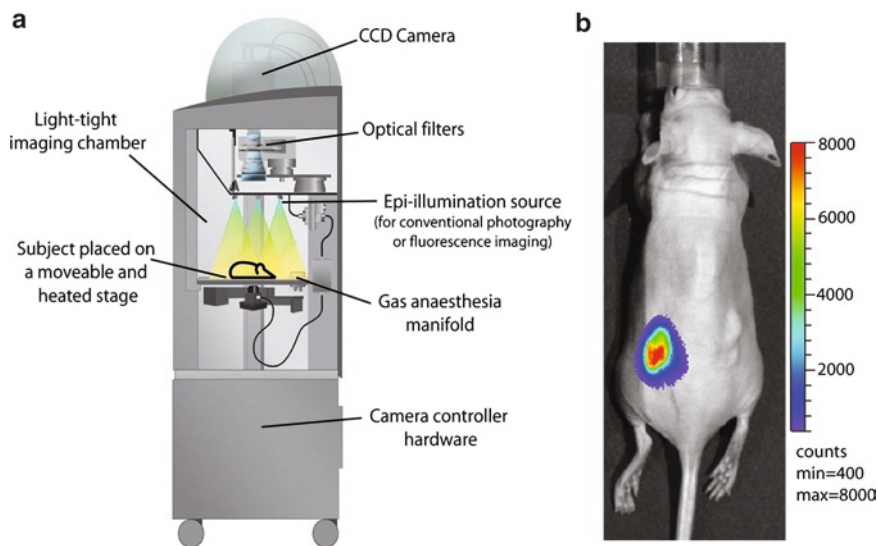 a
CCD Camera
Light-tight
imaging chamber
Optical filters
Epi-illumination source
(for conventional photography
or fluorescence imaging)
Subject placed on
a moveable and
heated stage
Gas anaesthesia
manifold
Camera controller
hardware
b
8000
6000
4000
2000
counts
min=400
max=8000